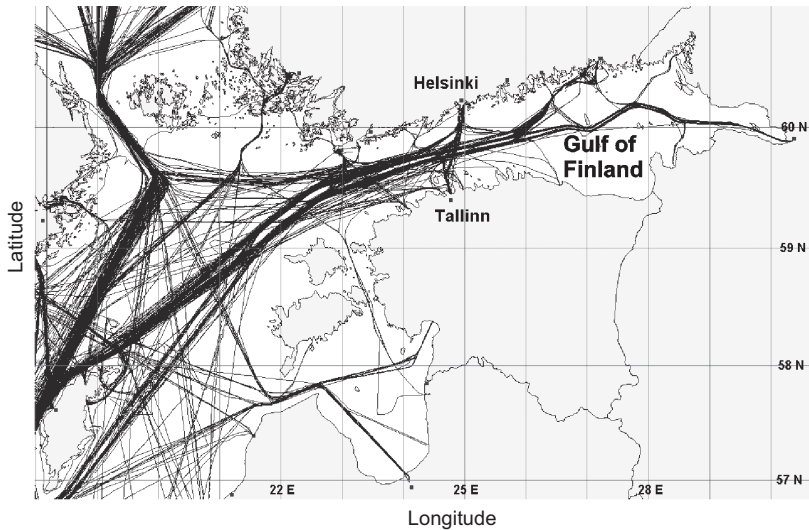 Helsinki
60 N
Gulf of
Finland
Tallinn
Latitude
59 N
58 N
57 N
22 E
25 E
28 E
Longitude